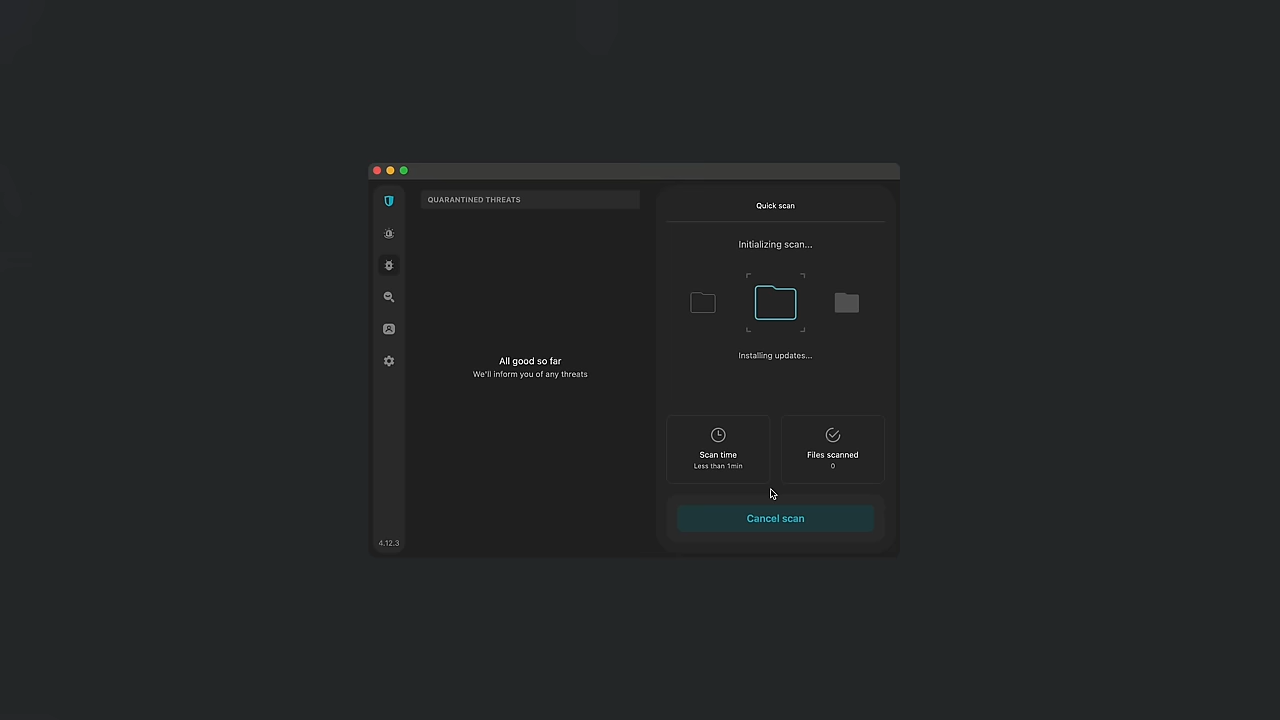 QUARANTINED THREATS
All good so far
We'll inform you of any threats
4.12.3
Quick scan
Initializing scan...
Installing updates...
Scan time
Less than 1min
Files scanned
0
Cancel scan